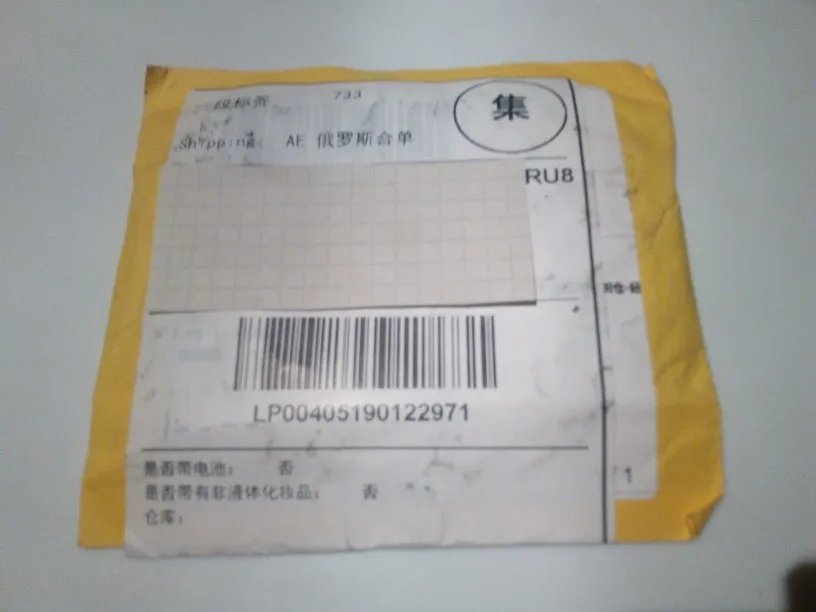 733
集
AE 俄罗斯合单
RU8
LP00405190122971
是否带电池： 否
是否带有非液体化妆品： 否
仓库：
1